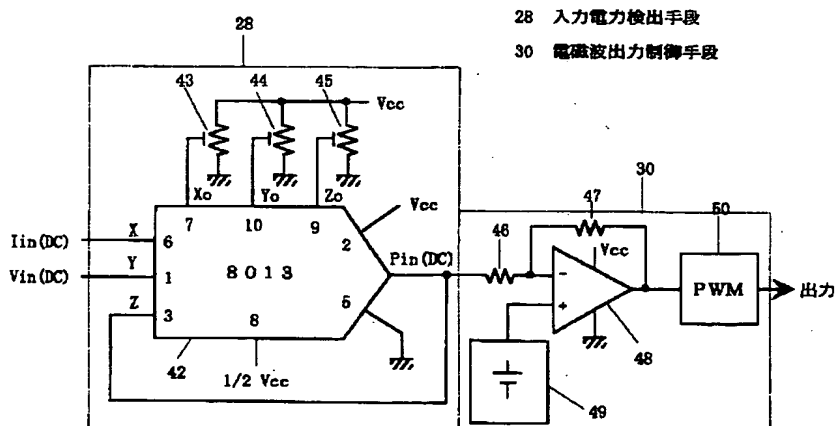 28 入力電力検出手段
30 電磁波出力制御手段
28
43
44
45
Vcc
Xo
Yo
Zo
7
10
9
Vcc
2
30
47
50
46
Iin(DC)
X
6
Vin(DC)
Y
1
8013
Pin(DC)
Vcc
−
+
PWM
出力
Z
3
8
5
48
42
1/2 Vcc
49